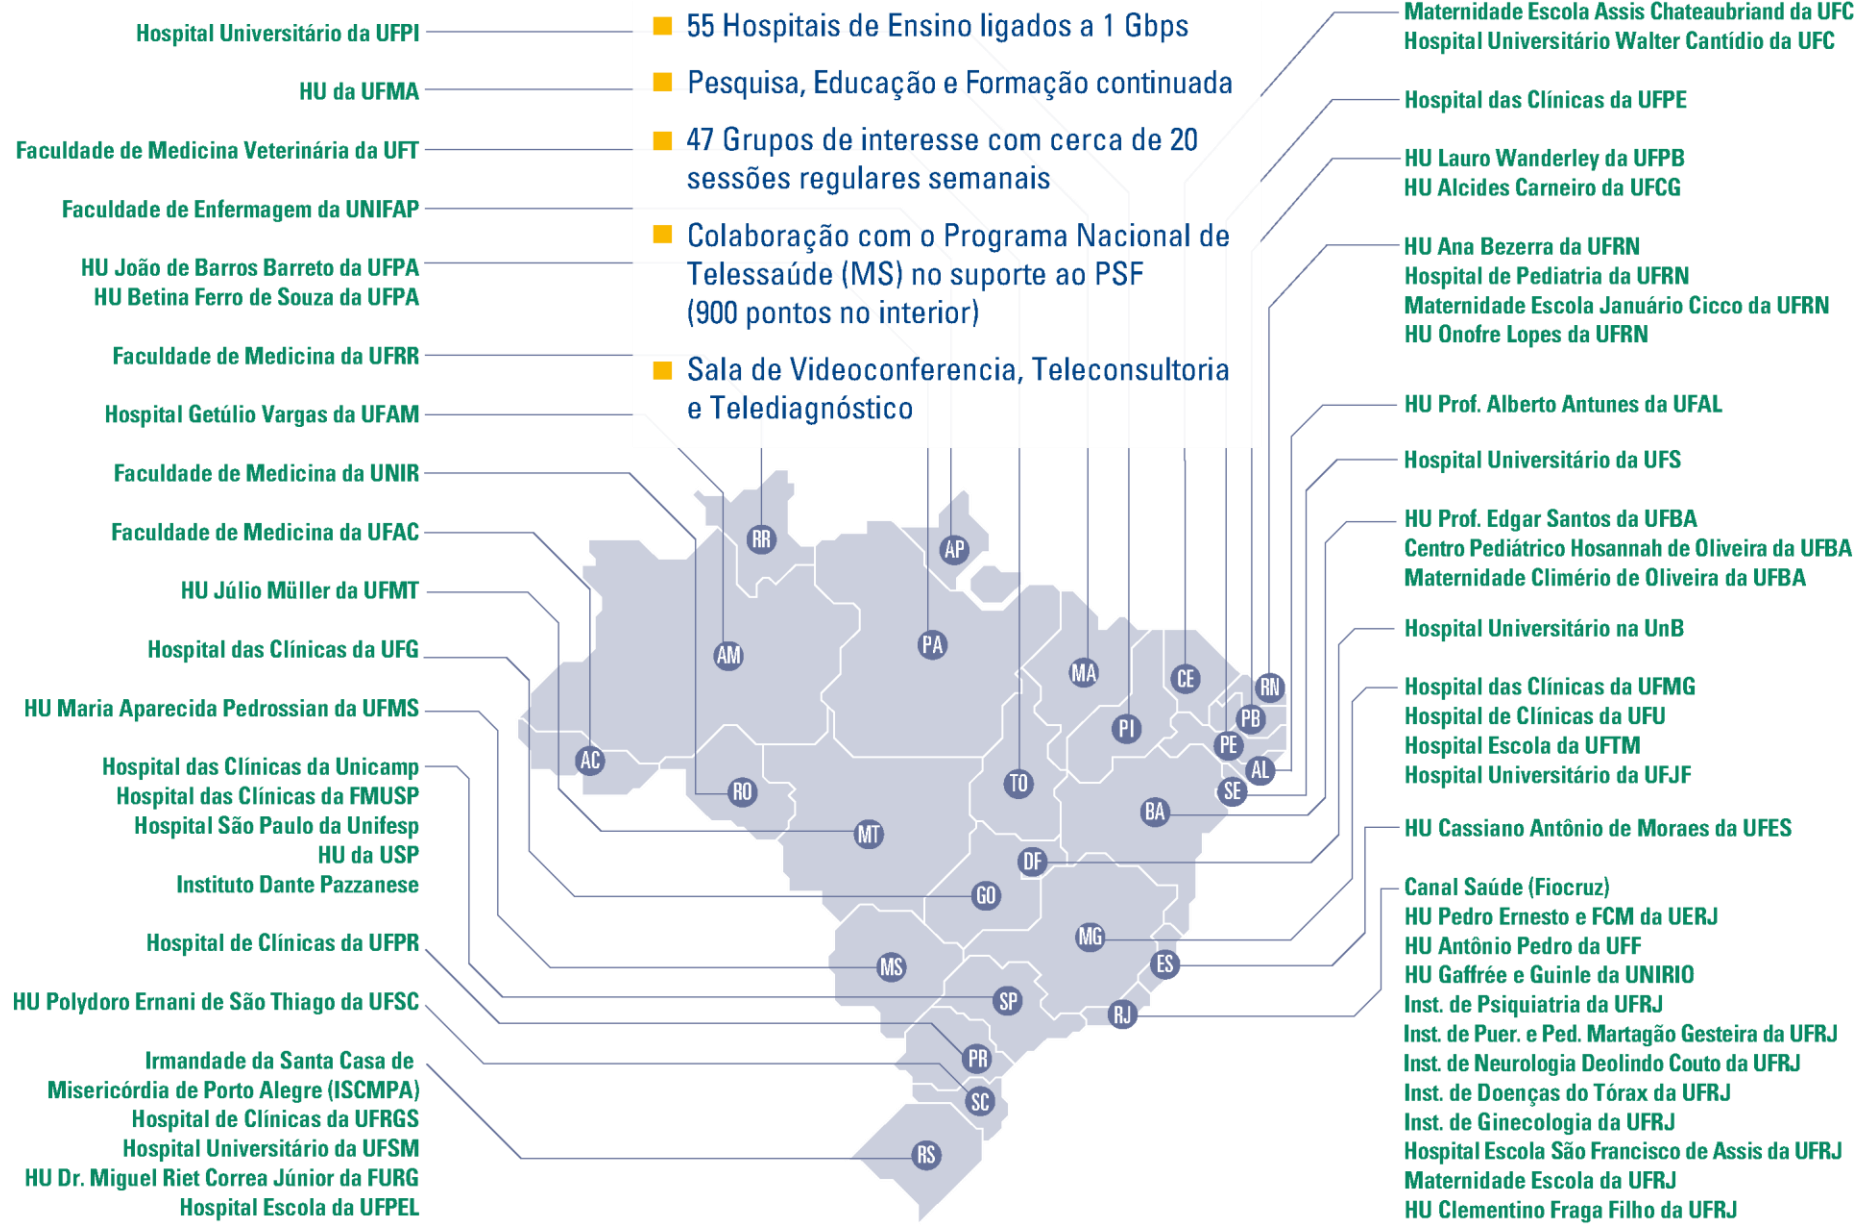 Hospital Universitário da UFPI
HU da UFMA
Faculdade de Medicina Veterinária da UFT
Faculdade de Enfermagem da UNIFAP
HU João de Barros Barreto da UFPA
HU Betina Ferro de Souza da UFPA
Faculdade de Medicina da UFRR
Hospital Getúlio Vargas da UFAM
Faculdade de Medicina da UNIR
Faculdade de Medicina da UFAC
HU Júlio Müller da UFMT
Hospital das Clínicas da UFG
HU Maria Aparecida Pedrossian da UFMS
Hospital das Clínicas da Unicamp
Hospital das Clínicas da FMUSP
Hospital São Paulo da Unifesp
HU da USP
Instituto Dante Pazzanese
Hospital de Clínicas da UFPR
HU Polydoro Ernani de São Thiago da UFSC
Irmandade da Santa Casa de
Misericórdia de Porto Alegre (ISCMPA)
Hospital de Clínicas da UFRGS
Hospital Universitário da UFSM
HU Dr. Miguel Riet Correa Júnior da FURG
Hospital Escola da UFPEL
55 Hospitais de Ensino ligados a 1 Gbps
Pesquisa, Educação e Formação continuada
47 Grupos de interesse com cerca de 20
sessões regulares semanais
Colaboração com o Programa Nacional de
Telessaúde (MS) no suporte ao PSF
(900 pontos no interior)
Sala de Videoconferencia, Teleconsultoria
e Telediagnóstico
RR
AP
PA
AM
MA
CE
RN
PB
PI
PE
AC
AL
TO
RO
SE
BA
MT
DF
GO
MG
ES
MS
SP
RJ
PR
SC
RS
Maternidade Escola Assis Chateaubriand da UFC
Hospital Universitário Walter Cantídio da UFC
Hospital das Clínicas da UFPE
HU Lauro Wanderley da UFPB
HU Alcides Carneiro da UFCG
HU Ana Bezerra da UFRN
Hospital de Pediatria da UFRN
Maternidade Escola Januário Cicco da UFRN
HU Onofre Lopes da UFRN
HU Prof. Alberto Antunes da UFAL
Hospital Universitário da UFS
HU Prof. Edgar Santos da UFBA
Centro Pediátrico Hosannah de Oliveira da UFBA
Maternidade Climério de Oliveira da UFBA
Hospital Universitário na UnB
Hospital das Clínicas da UFMG
Hospital de Clínicas da UFU
Hospital Escola da UFTM
Hospital Universitário da UFJF
HU Cassiano Antônio de Moraes da UFES
Canal Saúde (Fiocruz)
HU Pedro Ernesto e FCM da UERJ
HU Antônio Pedro da UFF
HU Gaffrée e Guinle da UNIRIO
Inst. de Psiquiatria da UFRJ
Inst. de Puer. e Ped. Martagão Gesteira da UFRJ
Inst. de Neurologia Deolindo Couto da UFRJ
Inst. de Doenças do Tórax da UFRJ
Inst. de Ginecologia da UFRJ
Hospital Escola São Francisco de Assis da UFRJ
Maternidade Escola da UFRJ
HU Clementino Fraga Filho da UFRJ